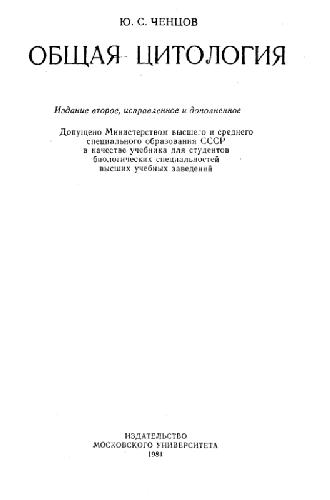 Ю. С. ЧЕНЦОВ
ОБЩАЯ ЦИТОЛОГИЯ
Издание второе, исправленное и дополненное
Допущено Министерством высшего и среднего
специального образования СССР
в качестве учебника для студентов
биологических специальностей
высших учебных заведений
ИЗДАТЕЛЬСТВО
МОСКОВСКОГО УНИВЕРСИТЕТА
1984